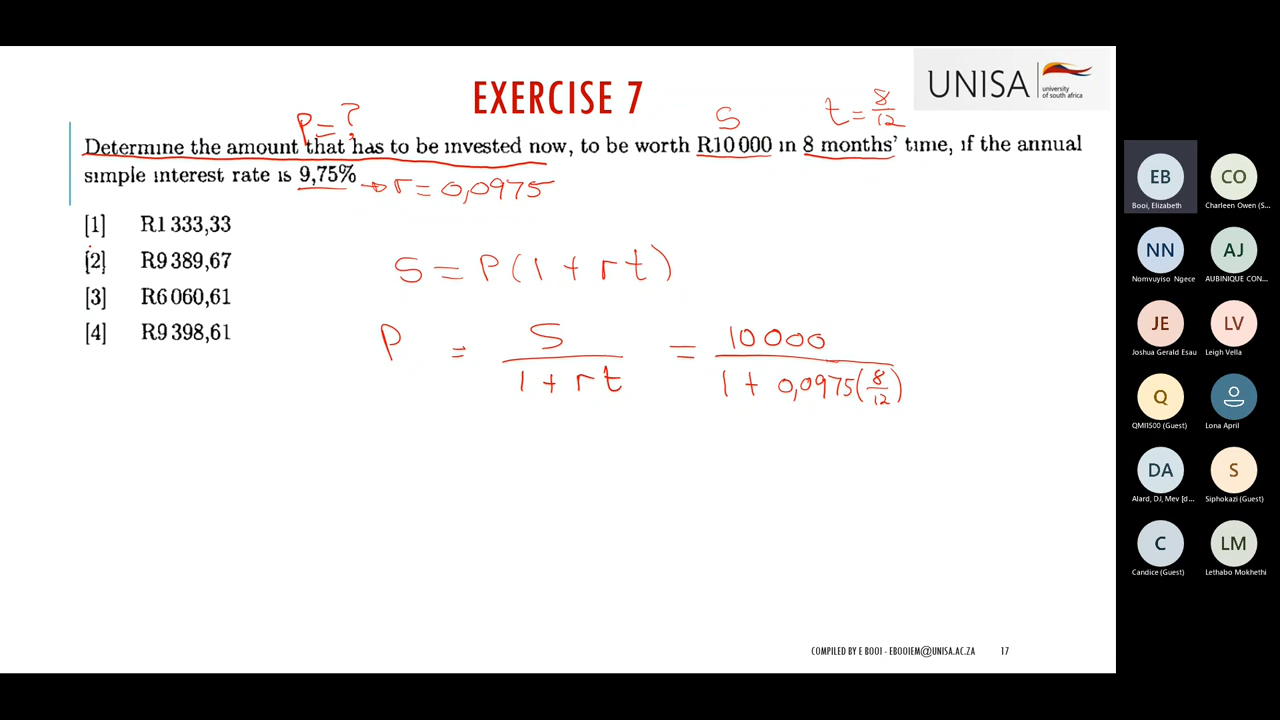 EXERCISE 7
UNISA
university
of south africa
P = ?
S
t = 8/12
Determine the amount that has to be invested now, to be worth R10 000 in 8 months' time, if the annual
simple interest rate is 9,75%
→ r = 0,0975
[1] R1 333,33
[2] R9 389,67
[3] R6 060,61
[4] R9 398,61
S = P(1 + rt)
P = S / 1 + rt = 10 000 / 1 + 0,0975(8/12)
COMPILED BY E BOOI - EBOOIEM@UNISA.AC.ZA 17
EB
Booi, Elizabeth
CO
Charleen Owen (S...
NN
Nomvuyiso Ngece
AJ
AUBINIQUE CON...
JE
Joshua Gerald Esau
LV
Leigh Vella
Q
QMI1500 (Guest)
Lona April
DA
Alard, DJ, Mev [d...
S
Siphokazi (Guest)
C
Candice (Guest)
LM
Lethabo Mokhethi